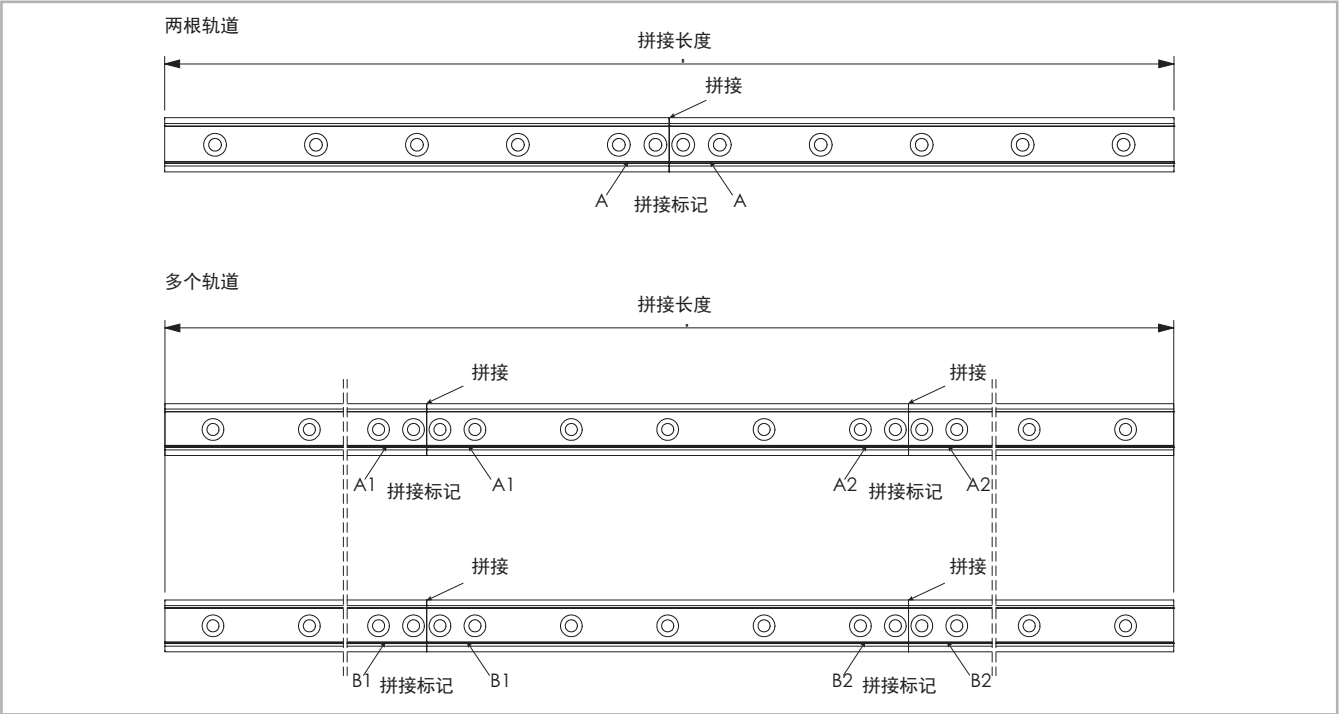 两根轨道
拼接长度
拼接
A 拼接标记 A
多个轨道
拼接长度
拼接 拼接
A1 拼接标记 A1 A2 拼接标记 A2
拼接 拼接
B1 拼接标记 B1 B2 拼接标记 B2